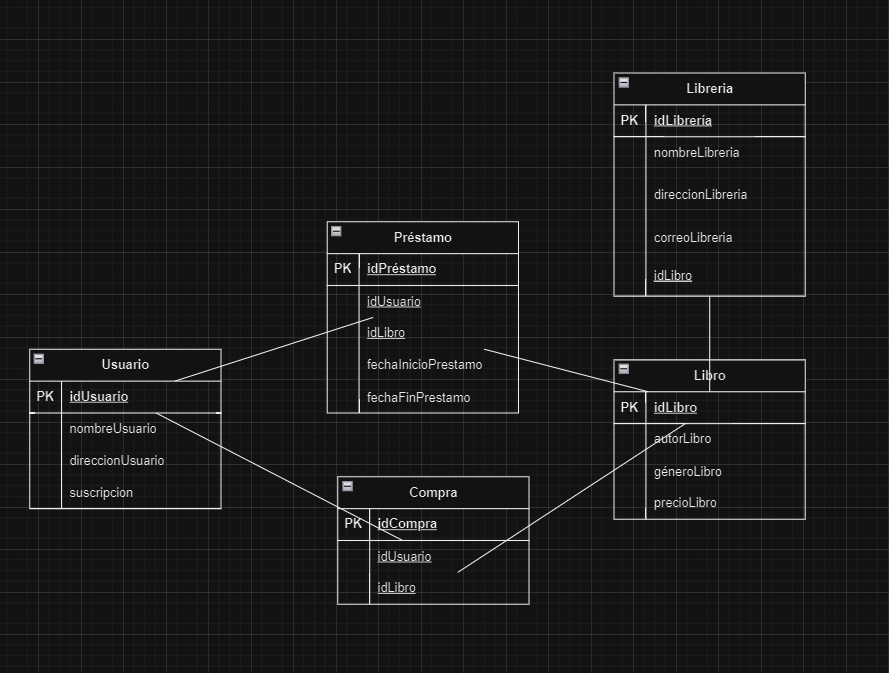 Libreria
PK idLibrería
nombreLibreria
direccionLibreria
correoLibreria
idLibro
Préstamo
PK idPréstamo
idUsuario
idLibro
fechaInicioPrestamo
fechaFinPrestamo
Usuario
PK idUsuario
nombreUsuario
direccionUsuario
suscripcion
Libro
PK idLibro
autorLibro
géneroLibro
precioLibro
Compra
PK idCompra
idUsuario
idLibro